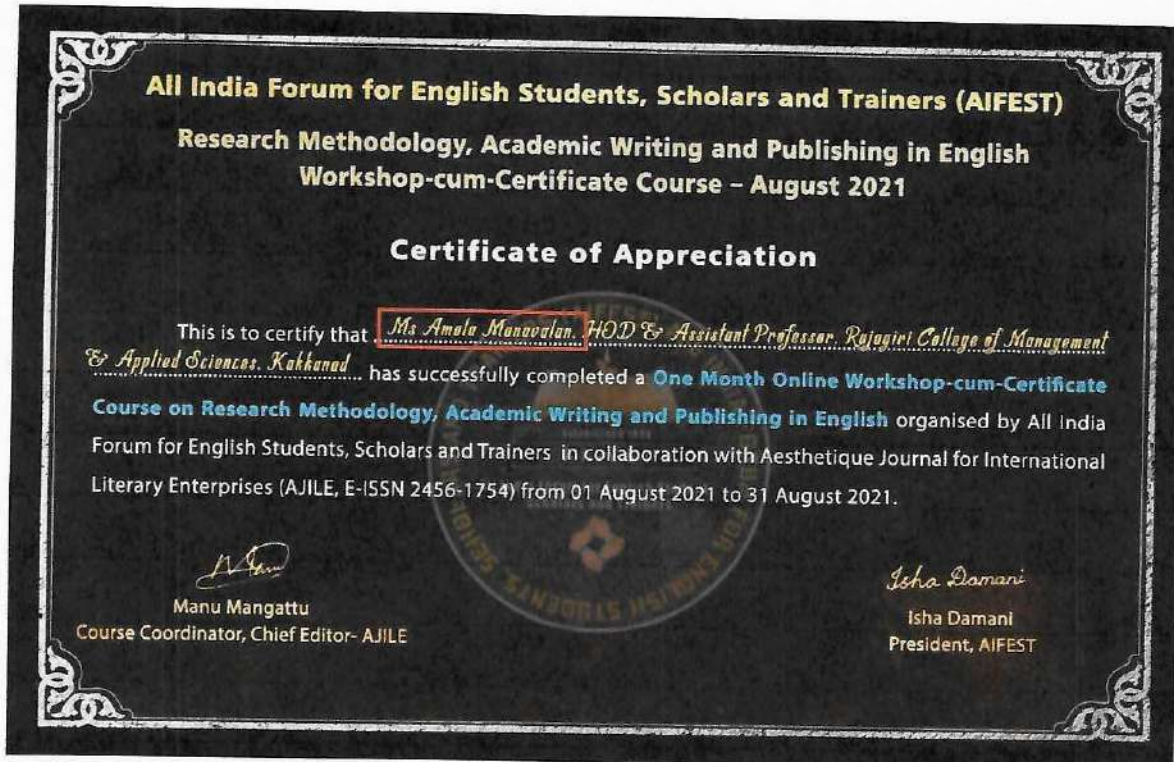 All India Forum for English Students, Scholars and Trainers (AIFEST)
Research Methodology, Academic Writing and Publishing in English
Workshop-cum-Certificate Course – August 2021
Certificate of Appreciation
This is to certify that Ms Amala Manavalan, HOD & Assistant Professor, Rajagiri College of Management
& Applied Sciences, Kakkanad has successfully completed a One Month Online Workshop-cum-Certificate
Course on Research Methodology, Academic Writing and Publishing in English organised by All India
Forum for English Students, Scholars and Trainers in collaboration with Aesthetique Journal for International
Literary Enterprises (AJILE, E-ISSN 2456-1754) from 01 August 2021 to 31 August 2021.
Manu Mangattu
Course Coordinator, Chief Editor- AJILE
Isha Damani
Isha Damani
President, AIFEST